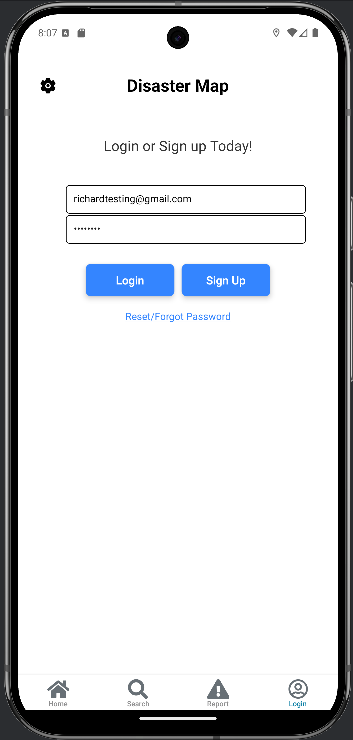 8:07
Disaster Map
Login or Sign up Today!
richardtesting@gmail.com
••••••••
Login Sign Up
Reset/Forgot Password
Home Search Report Login